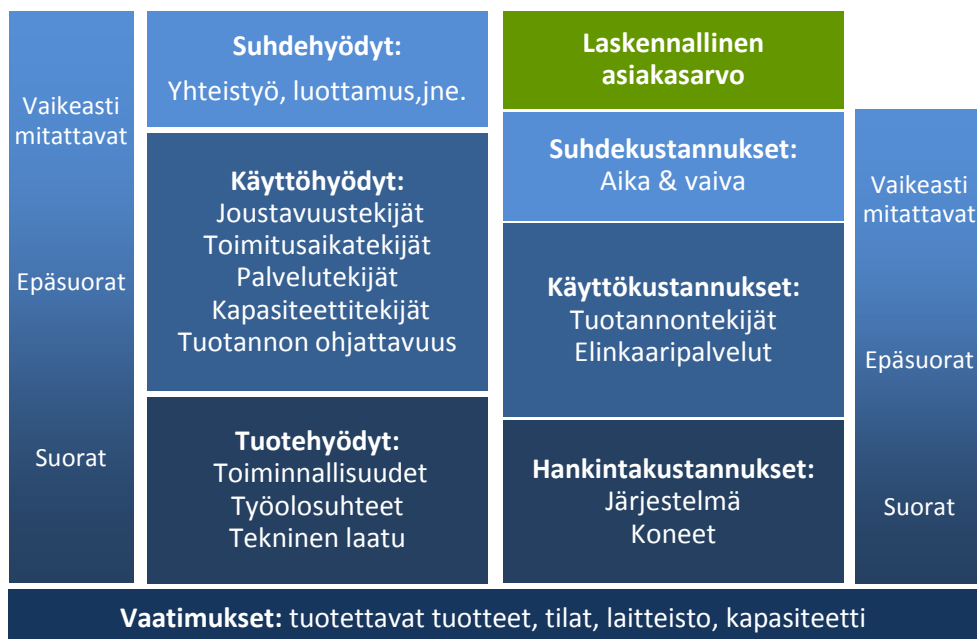 Vaikeasti
mitattavat
Epäsuorat
Suorat
Suhdehyödyt:
Yhteistyö, luottamus,jne.
Käyttöhyödyt:
Joustavuustekijät
Toimitusaikatekijät
Palvelutekijät
Kapasiteettitekijät
Tuotannon ohjattavuus
Tuotehyödyt:
Toiminnallisuudet
Työolosuhteet
Tekninen laatu
Laskennallinen
asiakasarvo
Suhdekustannukset:
Aika & vaiva
Käyttökustannukset:
Tuotannontekijät
Elinkaaripalvelut
Hankintakustannukset:
Järjestelmä
Koneet
Vaikeasti
mitattavat
Epäsuorat
Suorat
Vaatimukset: tuotettavat tuotteet, tilat, laitteisto, kapasiteetti